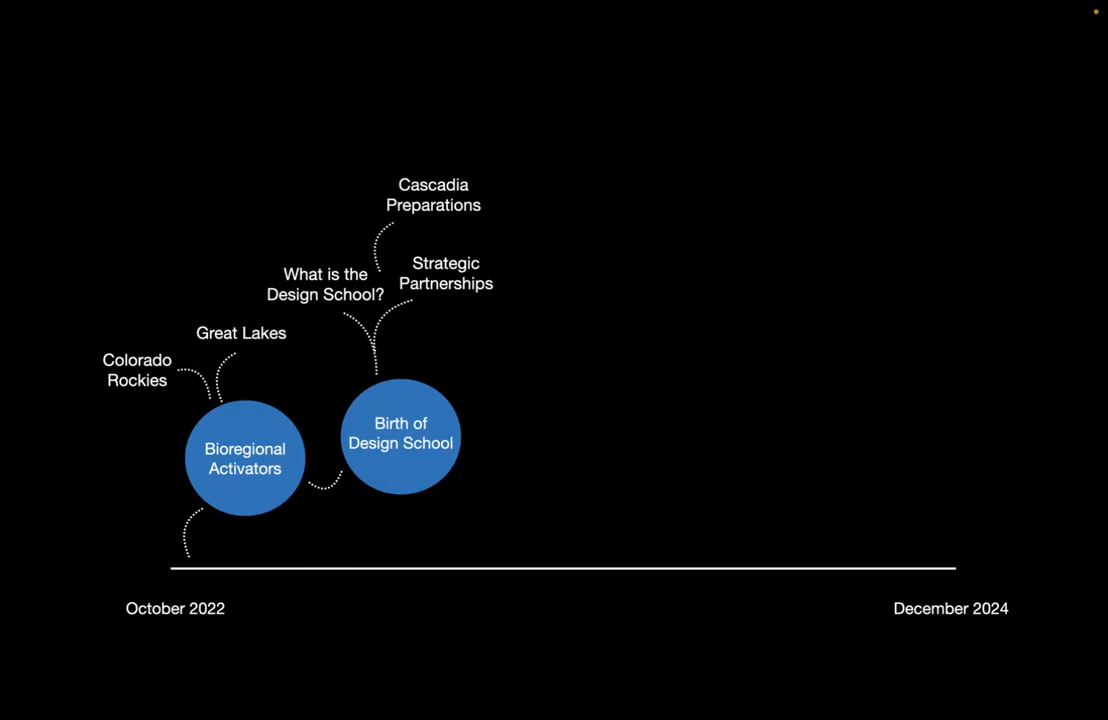 Cascadia
Preparations
Strategic
Partnerships
What is the
Design School?
Great Lakes
Colorado
Rockies
Birth of
Design School
Bioregional
Activators
October 2022
December 2024